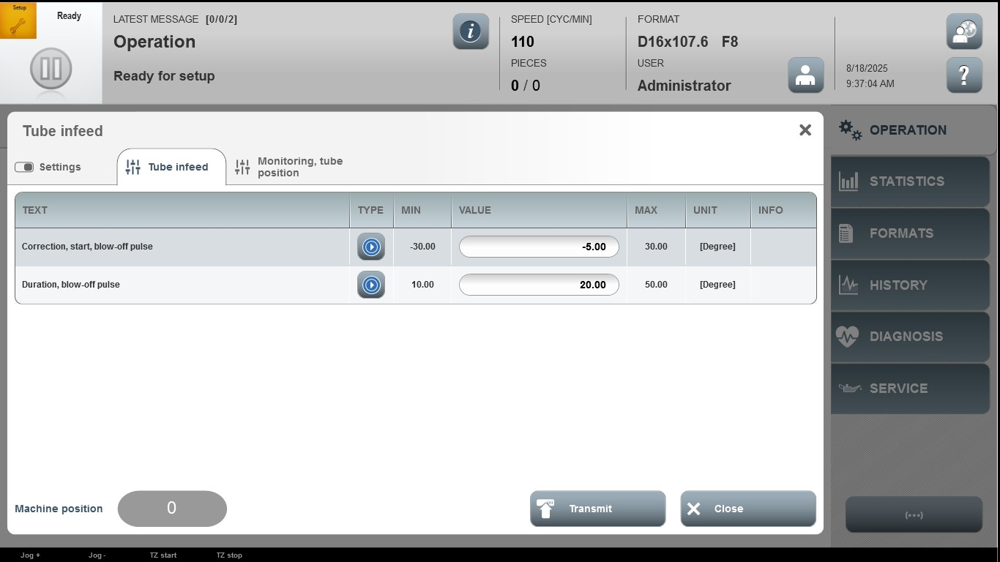 Setup
Ready
LATEST MESSAGE [0/0/2]
Operation
Ready for setup
i
SPEED [CYC/MIN]
110
PIECES
0 / 0
FORMAT
D16x107.6 F8
USER
Administrator
8/18/2025
9:37:04 AM
?
Tube infeed
Settings
Tube infeed
Monitoring, tube
position
TEXT TYPE MIN VALUE MAX UNIT INFO
Correction, start, blow-off pulse -30.00 -5.00 30.00 [Degree]
Duration, blow-off pulse 10.00 20.00 50.00 [Degree]
Machine position 0
Transmit
Close
OPERATION
STATISTICS
FORMATS
HISTORY
DIAGNOSIS
SERVICE
(...)
Jog + Jog - TZ start TZ stop